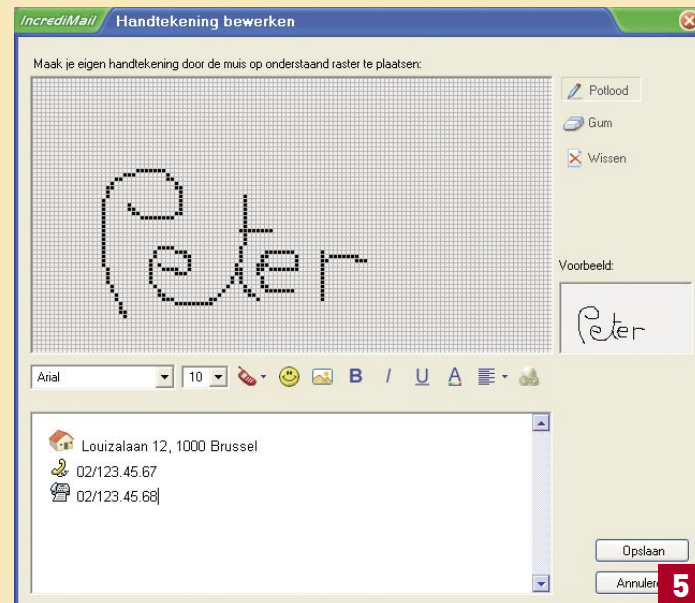 IncrediMail Handtekening bewerken
Maak je eigen handtekening door de muis op onderstaand raster te plaatsen:
Potlood
Gum
Wissen
Peter
Voorbeeld:
Peter
Arial 10 B I U A
Louizalaan 12, 1000 Brussel
02/123.45.67
02/123.45.68
Opslaan
Annuler
5